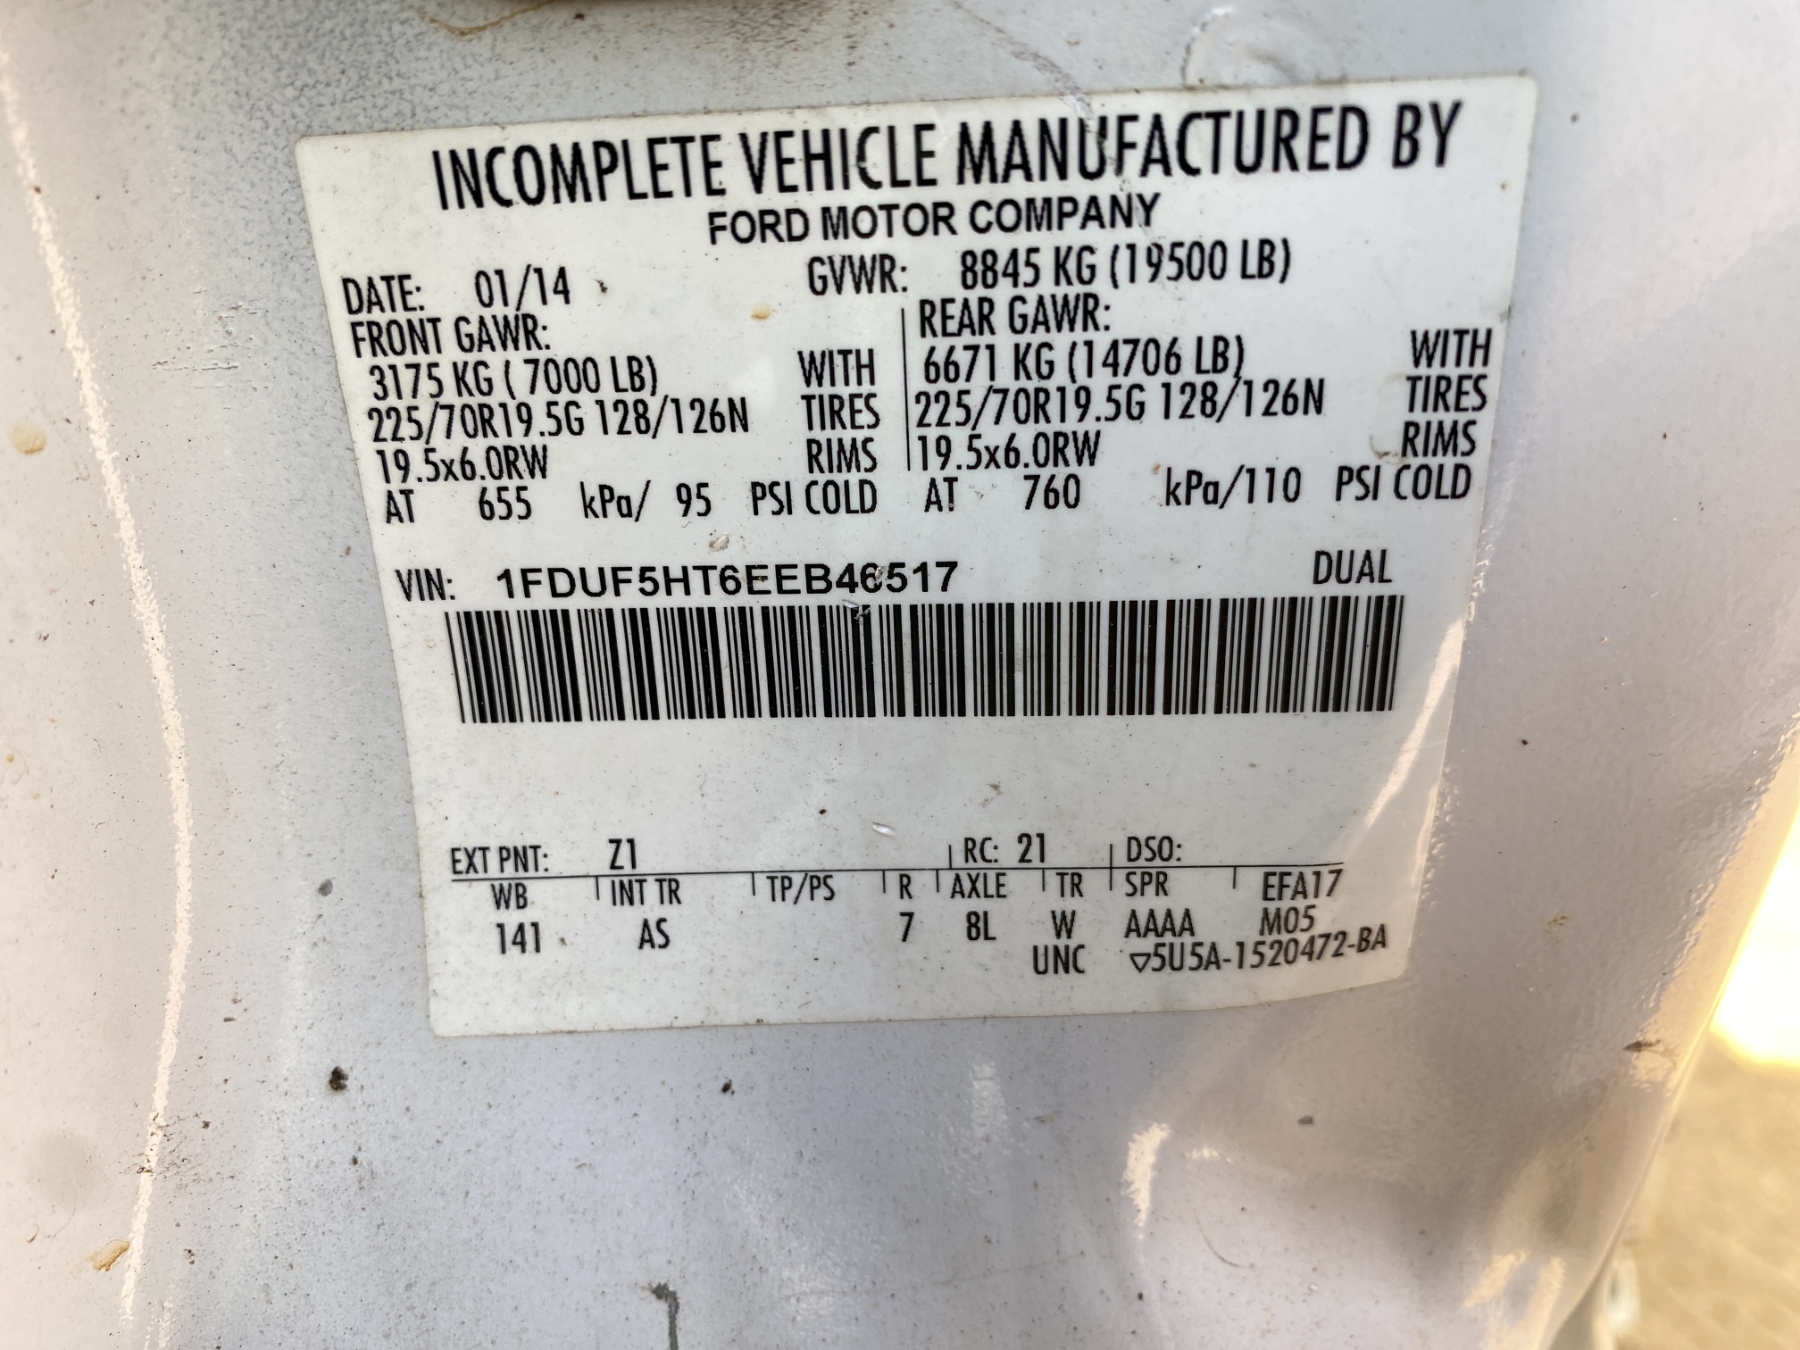 INCOMPLETE VEHICLE MANUFACTURED BY
FORD MOTOR COMPANY
DATE: 01/14 GVWR: 8845 KG (19500 LB)
FRONT GAWR: REAR GAWR:
3175 KG ( 7000 LB) WITH 6671 KG (14706 LB) WITH
225/70R19.5G 128/126N TIRES 225/70R19.5G 128/126N TIRES
19.5x6.0RW RIMS 19.5x6.0RW RIMS
AT 655 kPa/ 95 PSI COLD AT 760 kPa/110 PSI COLD
VIN: 1FDUF5HT6EEB46517 DUAL
EXT PNT: Z1 RC: 21 DSO:
WB INT TR TP/PS R AXLE TR SPR EFA17
141 AS 7 8L W AAAA M05
UNC ▽5U5A-1520472-BA